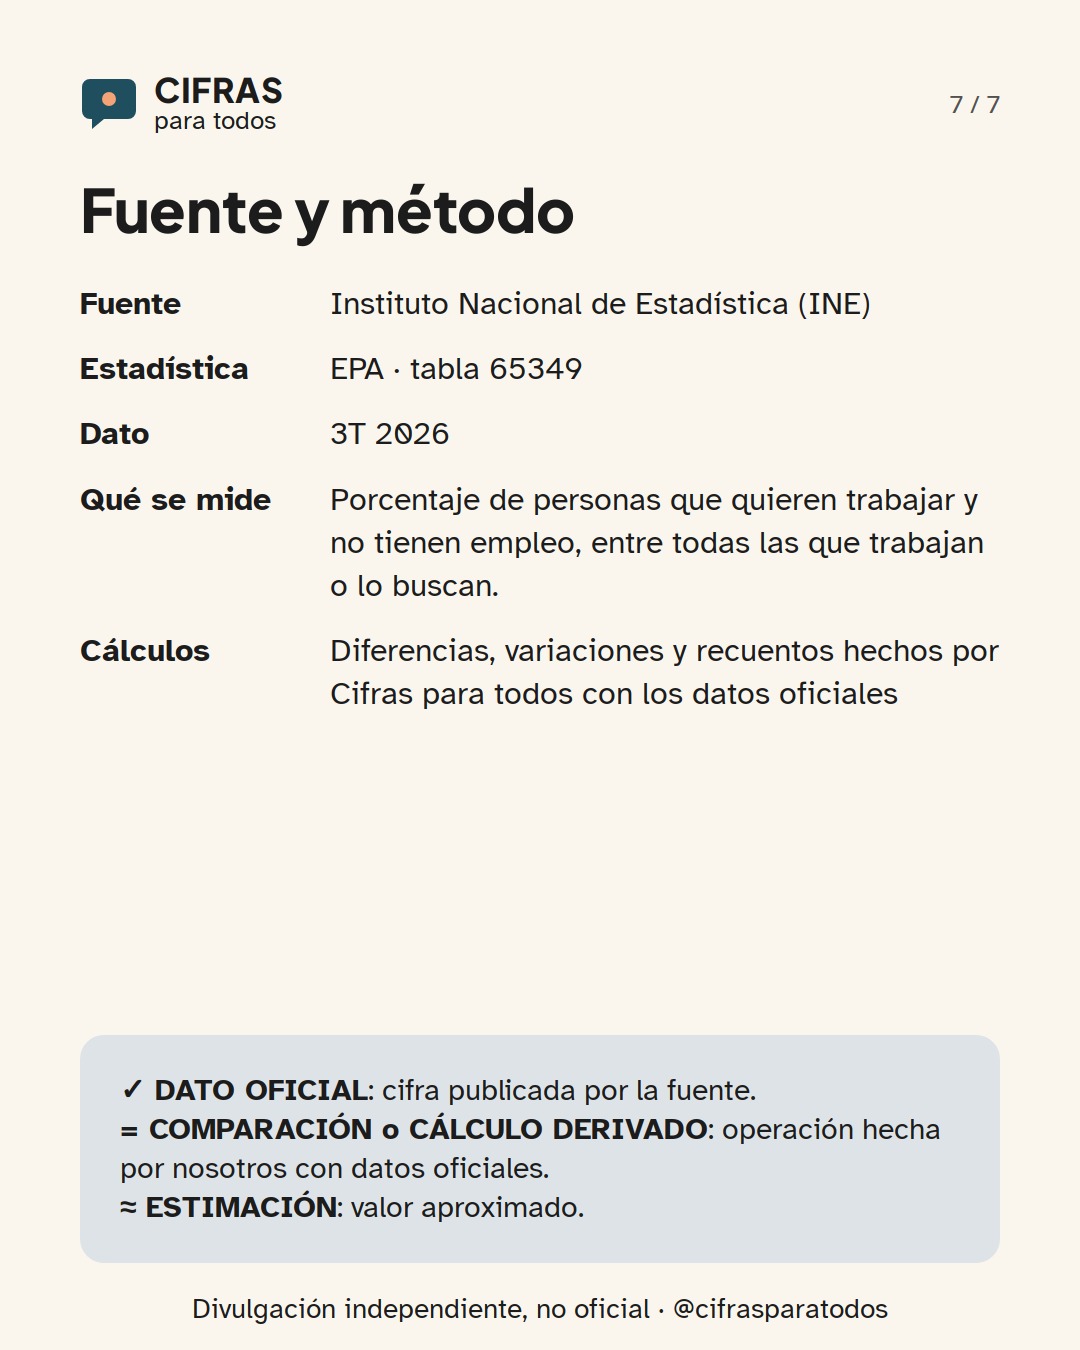 CIFRAS
para todos
7 / 7
Fuente y método
Fuente Instituto Nacional de Estadística (INE)
Estadística EPA · tabla 65349
Dato 3T 2026
Qué se mide Porcentaje de personas que quieren trabajar y
no tienen empleo, entre todas las que trabajan
o lo buscan.
Cálculos Diferencias, variaciones y recuentos hechos por
Cifras para todos con los datos oficiales
✓ DATO OFICIAL: cifra publicada por la fuente.
= COMPARACIÓN o CÁLCULO DERIVADO: operación hecha
por nosotros con datos oficiales.
≈ ESTIMACIÓN: valor aproximado.
Divulgación independiente, no oficial · @cifrasparatodos